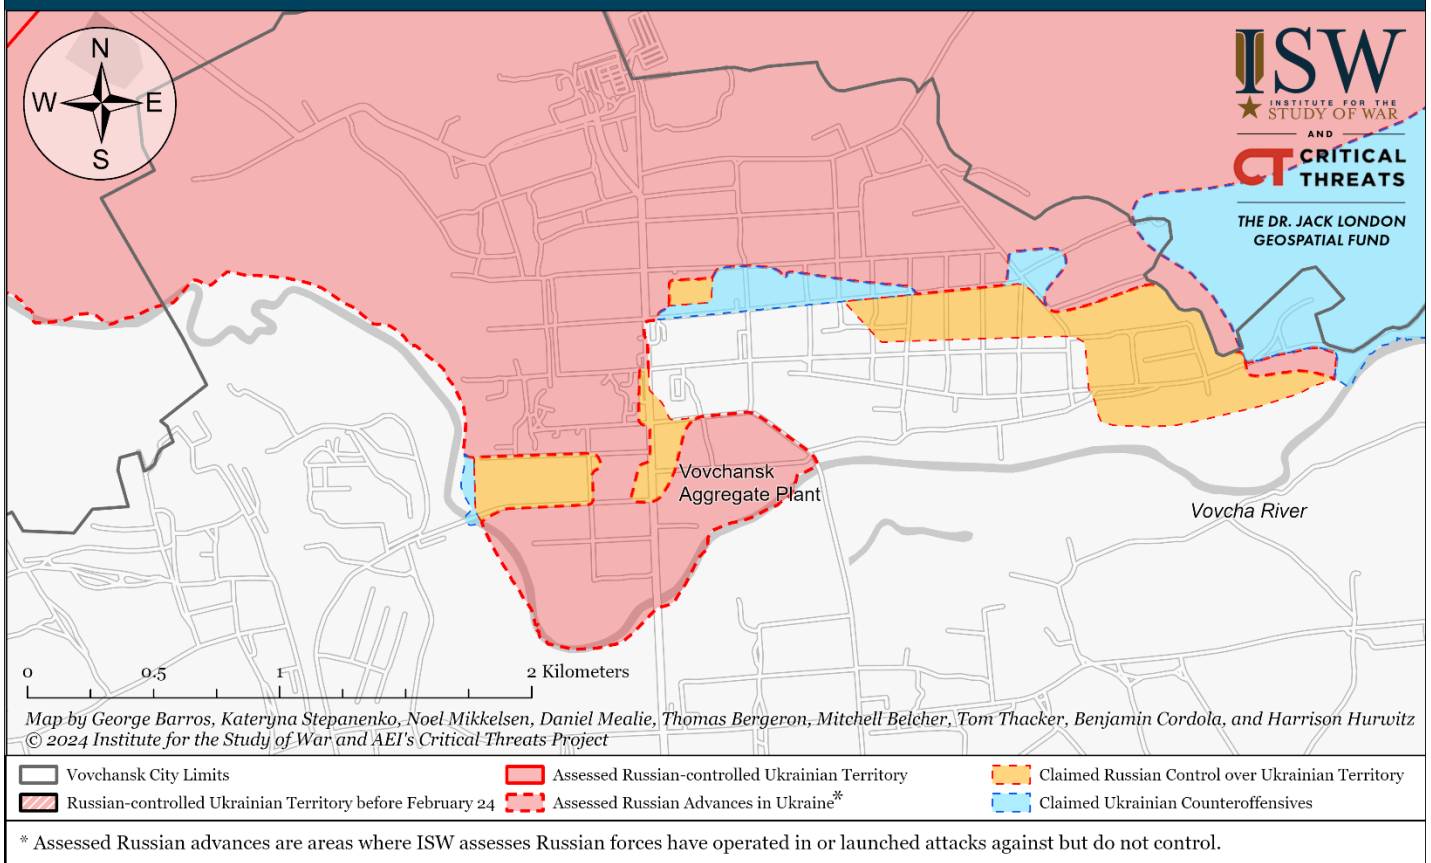 N
W
E
S
ISW
INSTITUTE FOR THE
STUDY OF WAR
AND
CT CRITICAL
THREATS
THE DR. JACK LONDON
GEOSPATIAL FUND
Vovchansk
Aggregate Plant
Vovcha River
0 0.5 1 2 Kilometers
Map by George Barros, Kateryna Stepanenko, Noel Mikkelsen, Daniel Mealie, Thomas Bergeron, Mitchell Belcher, Tom Thacker, Benjamin Cordola, and Harrison Hurwitz
© 2024 Institute for the Study of War and AEI's Critical Threats Project
Vovchansk City Limits
Assessed Russian-controlled Ukrainian Territory
Claimed Russian Control over Ukrainian Territory
Russian-controlled Ukrainian Territory before February 24
Assessed Russian Advances in Ukraine*
Claimed Ukrainian Counteroffensives
* Assessed Russian advances are areas where ISW assesses Russian forces have operated in or launched attacks against but do not control.